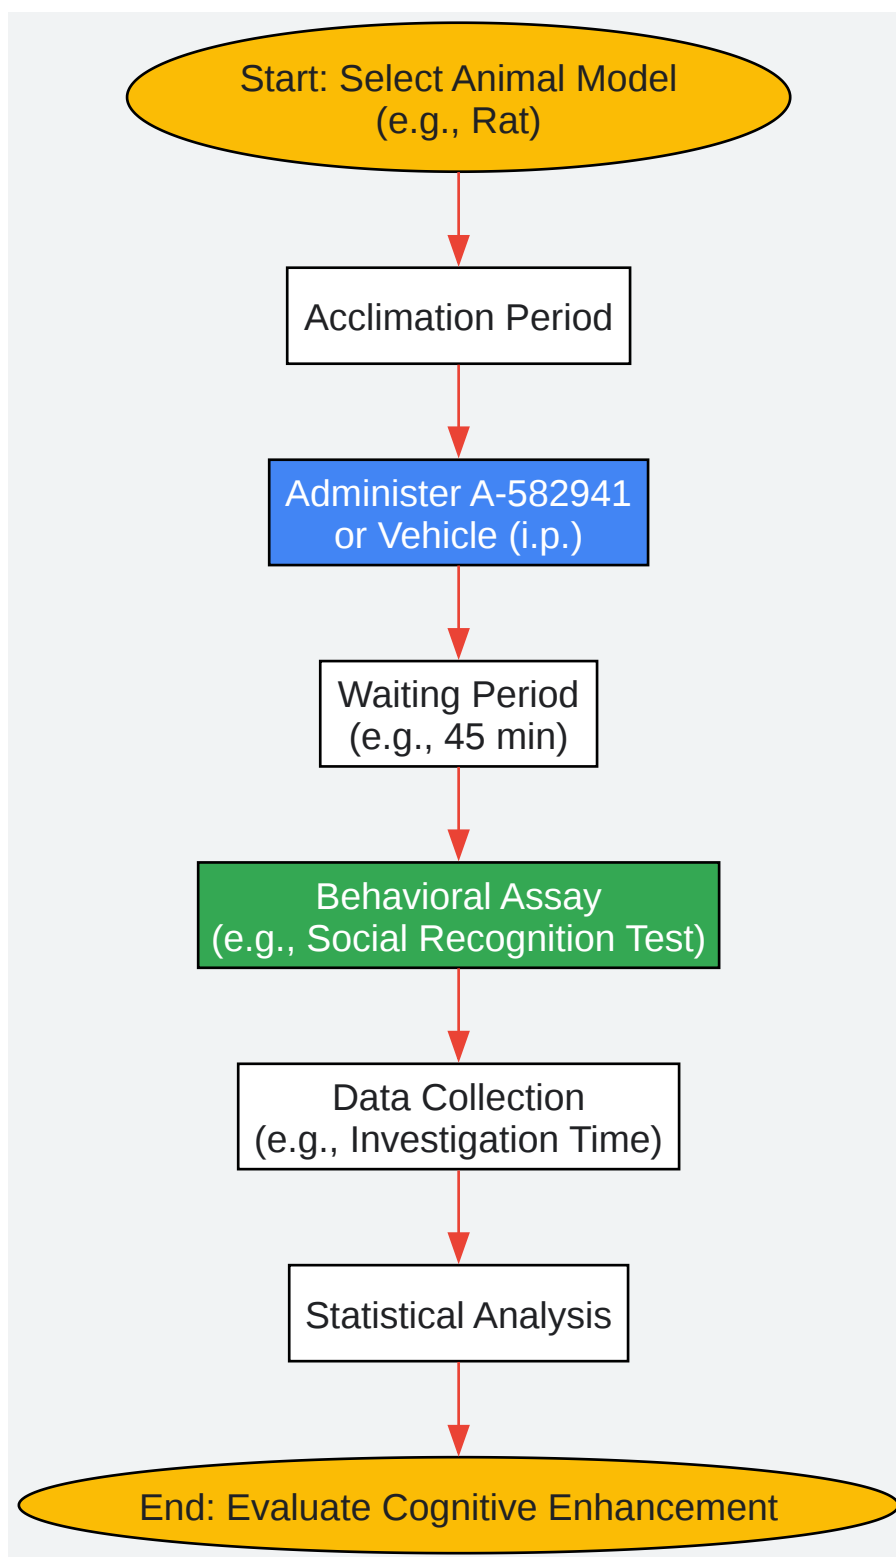 Start: Select Animal Model
(e.g., Rat)
Acclimation Period
Administer A-582941
or Vehicle (i.p.)
Waiting Period
(e.g., 45 min)
Behavioral Assay
(e.g., Social Recognition Test)
Data Collection
(e.g., Investigation Time)
Statistical Analysis
End: Evaluate Cognitive Enhancement